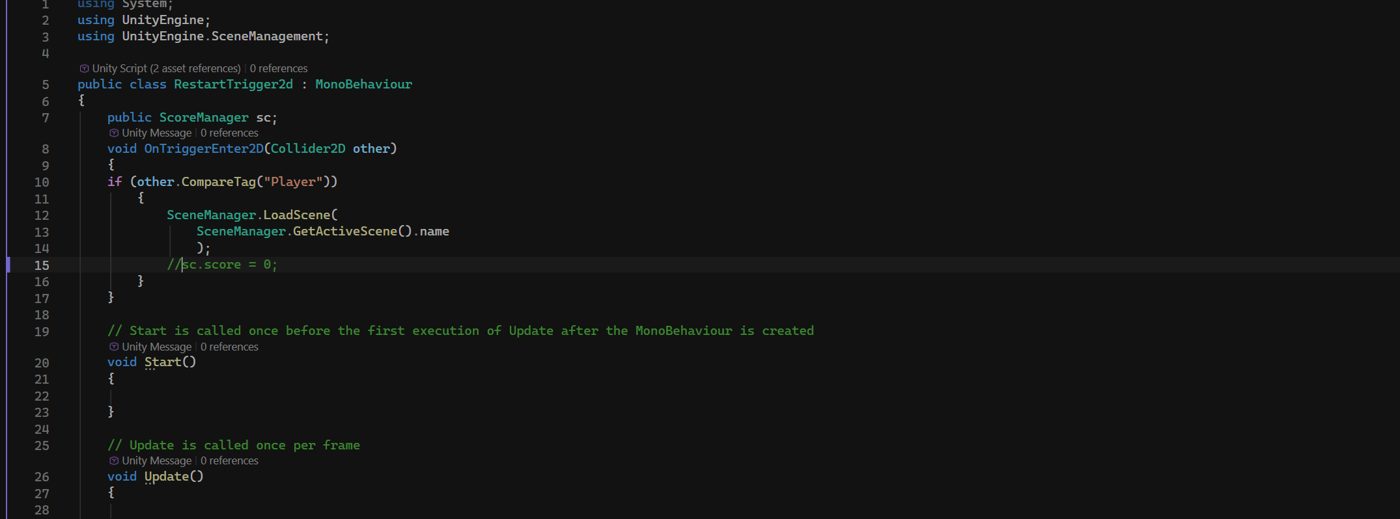 1 using System;
2 using UnityEngine;
3 using UnityEngine.SceneManagement;
4
Unity Script (2 asset references) | 0 references
5 public class RestartTrigger2d : MonoBehaviour
6 {
7 public ScoreManager sc;
Unity Message | 0 references
8 void OnTriggerEnter2D(Collider2D other)
9 {
10 if (other.CompareTag("Player"))
11 {
12 SceneManager.LoadScene(
13 SceneManager.GetActiveScene().name
14 );
15 //sc.score = 0;
16 }
17 }
18
19 // Start is called once before the first execution of Update after the MonoBehaviour is created
Unity Message | 0 references
20 void Start()
21 {
22
23 }
24
25 // Update is called once per frame
Unity Message | 0 references
26 void Update()
27 {
28